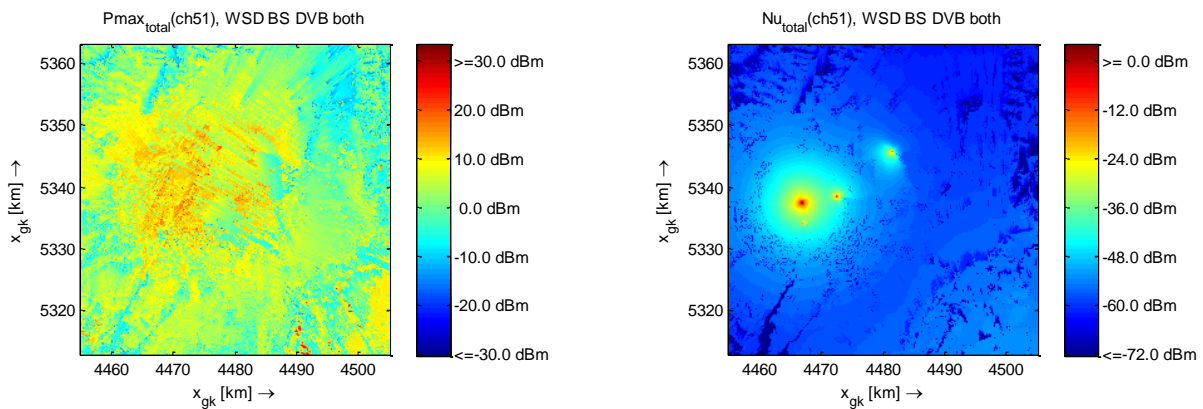 Pmax_total(ch51), WSD BS DVB both
5360
5350
5340
5330
5320
x_gk [km] →
4460 4470 4480 4490 4500
x_gk [km] →
>=30.0 dBm
20.0 dBm
10.0 dBm
0.0 dBm
-10.0 dBm
-20.0 dBm
<=-30.0 dBm
Nu_total(ch51), WSD BS DVB both
5360
5350
5340
5330
5320
x_gk [km] →
4460 4470 4480 4490 4500
x_gk [km] →
>= 0.0 dBm
-12.0 dBm
-24.0 dBm
-36.0 dBm
-48.0 dBm
-60.0 dBm
<=-72.0 dBm